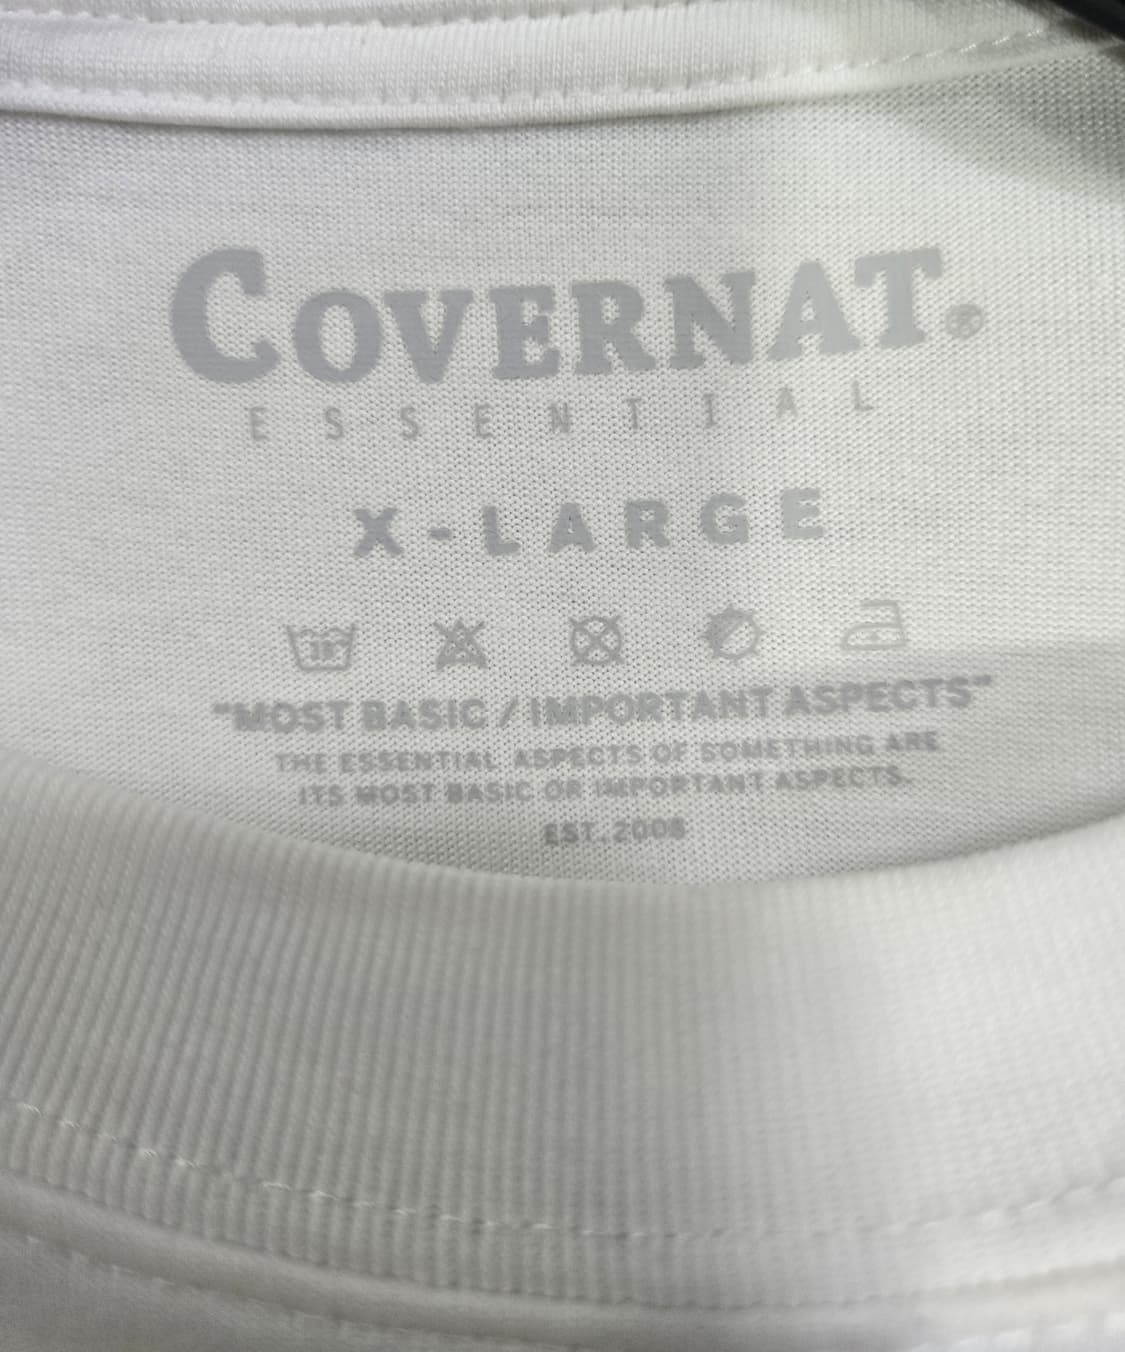 COVERNAT.®
ESSENTIAL
X-LARGE
30°
"MOST BASIC / IMPORTANT ASPECTS"
THE ESSENTIAL ASPECTS OF SOMETHING ARE
ITS MOST BASIC OR IMPORTANT ASPECTS.
EST. 2008